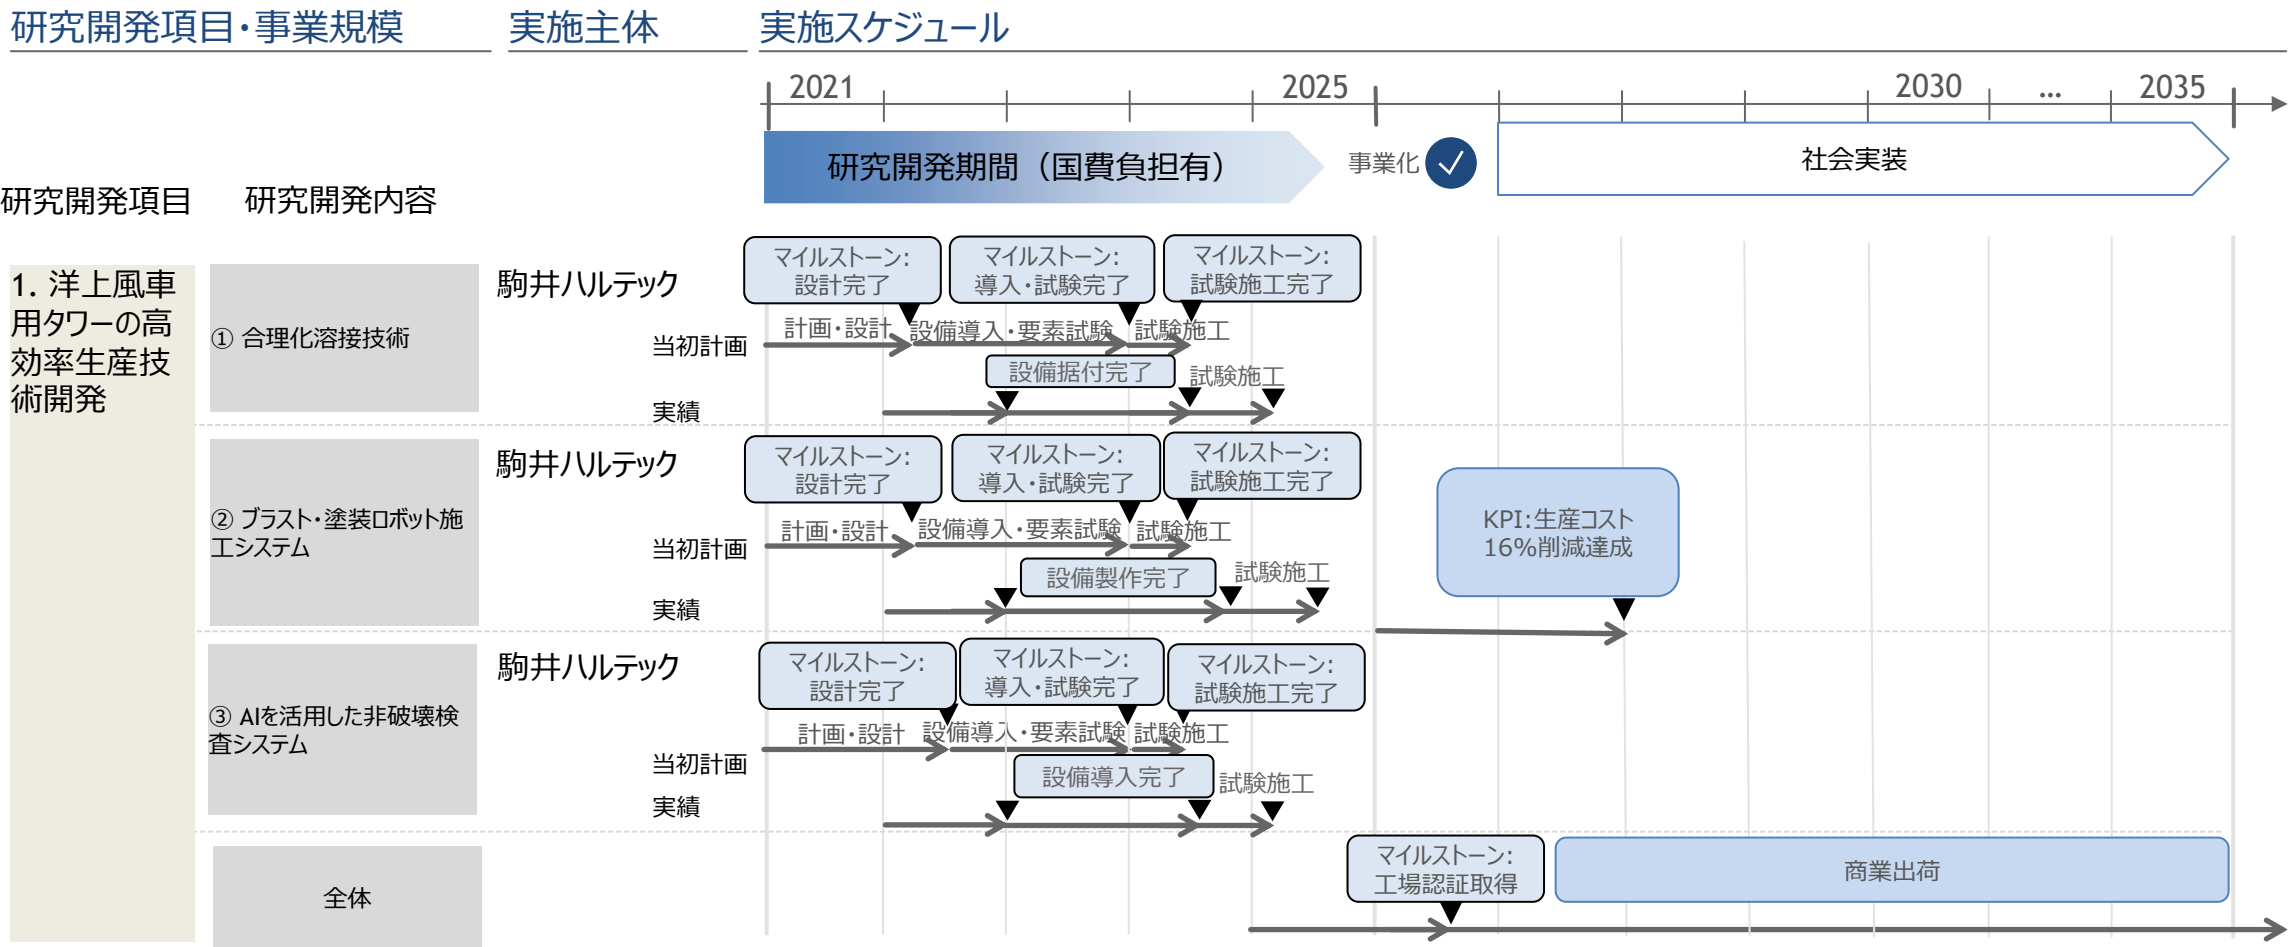 研究開発項目・事業規模
実施主体
実施スケジュール
2021
2025
2030
...
2035
研究開発期間（国費負担有）
事業化
社会実装
研究開発項目
研究開発内容
1. 洋上風車
用タワーの高
効率生産技
術開発
① 合理化溶接技術
駒井ハルテック
マイルストーン:
設計完了
マイルストーン:
導入・試験完了
マイルストーン:
試験施工完了
当初計画
計画・設計
設備導入・要素試験
試験施工
設備据付完了
試験施工
実績
② ブラスト・塗装ロボット施
工システム
駒井ハルテック
マイルストーン:
設計完了
マイルストーン:
導入・試験完了
マイルストーン:
試験施工完了
当初計画
計画・設計
設備導入・要素試験
試験施工
設備製作完了
試験施工
実績
KPI:生産コスト
16%削減達成
③ AIを活用した非破壊検
査システム
駒井ハルテック
マイルストーン:
設計完了
マイルストーン:
導入・試験完了
マイルストーン:
試験施工完了
計画・設計
設備導入・要素試験
試験施工
当初計画
設備導入完了
試験施工
実績
全体
マイルストーン:
工場認証取得
商業出荷